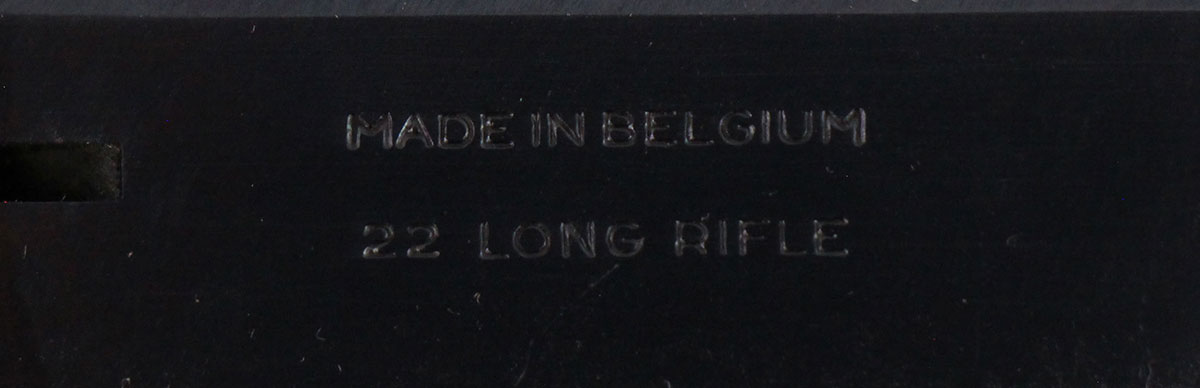 MADE IN BELGIUM
22 LONG RIFLE